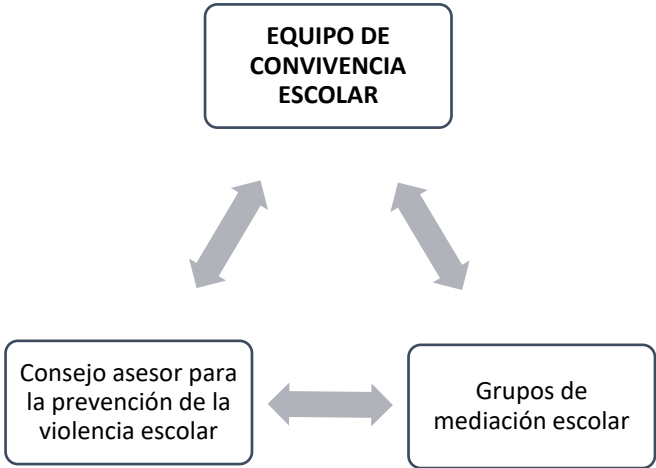 EQUIPO DE
CONVIVENCIA
ESCOLAR
Consejo asesor para
la prevención de la
violencia escolar
Grupos de
mediación escolar